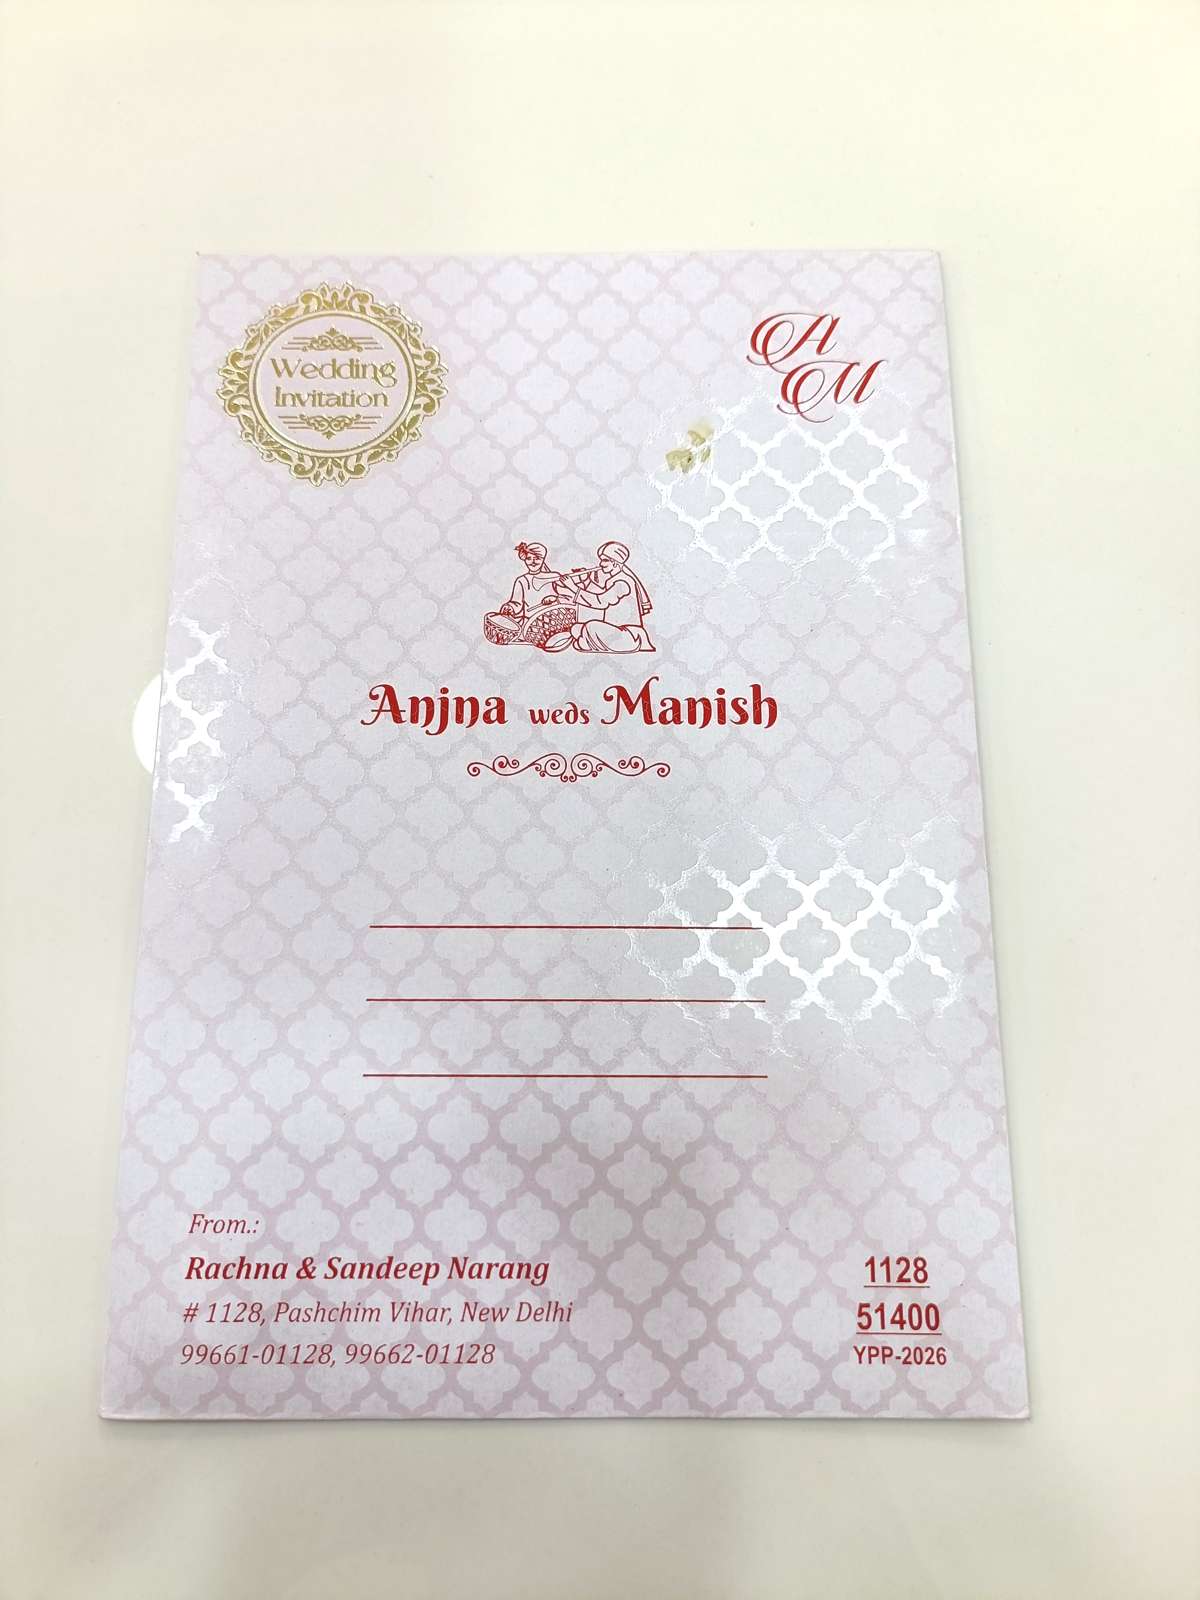 Wedding
Invitation
A
M
Anjna weds Manish
From.:
Rachna & Sandeep Narang
# 1128, Pashchim Vihar, New Delhi
99661-01128, 99662-01128
1128
51400
YPP-2026